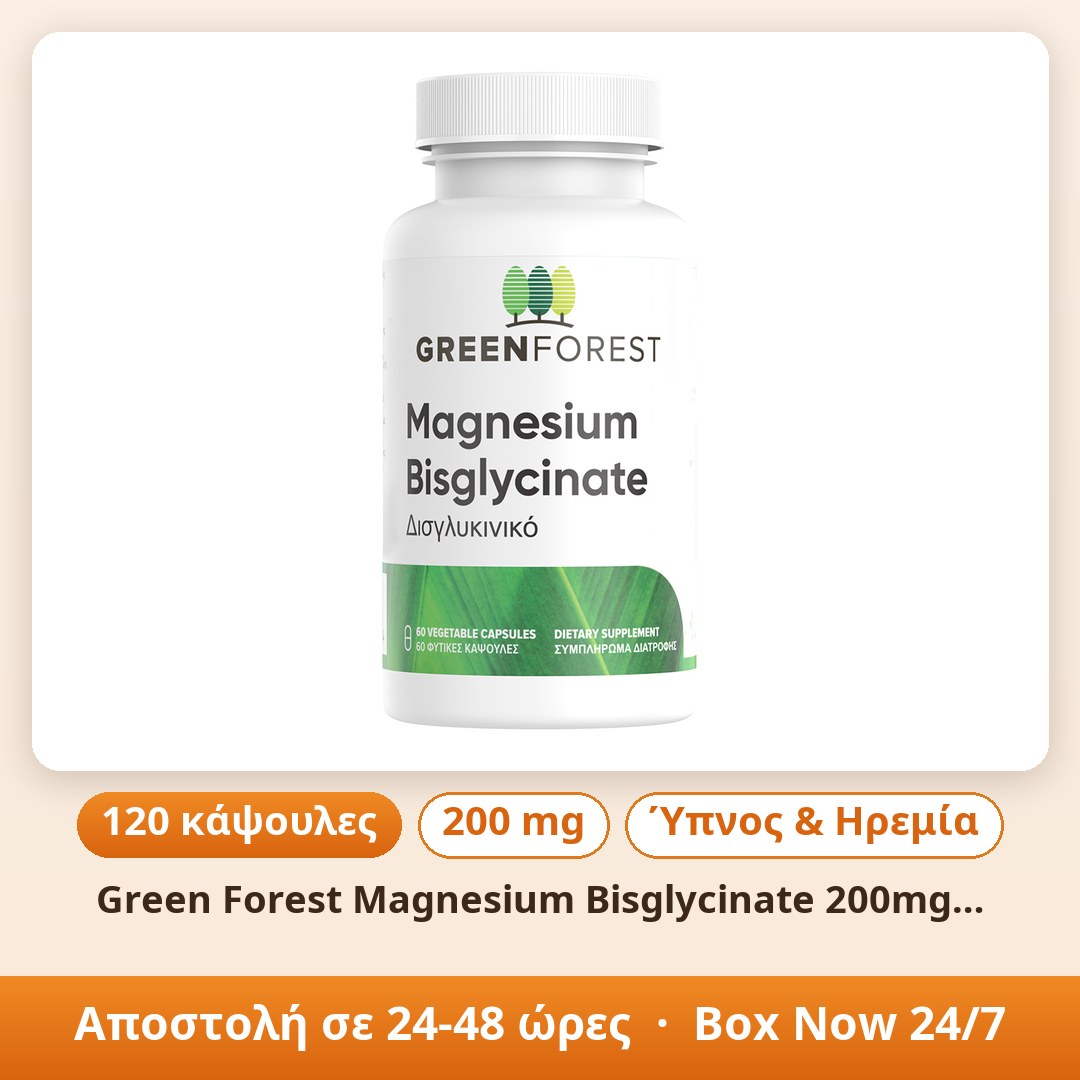 GREENFOREST
Magnesium
Bisglycinate
Δισγλυκινικό
60 VEGETABLE CAPSULES
60 ΦΥΤΙΚΕΣ ΚΑΨΟΥΛΕΣ
DIETARY SUPPLEMENT
ΣΥΜΠΛΗΡΩΜΑ ΔΙΑΤΡΟΦΗΣ
120 κάψουλες
200 mg
Ύπνος & Ηρεμία
Green Forest Magnesium Bisglycinate 200mg...
Αποστολή σε 24-48 ώρες · Box Now 24/7